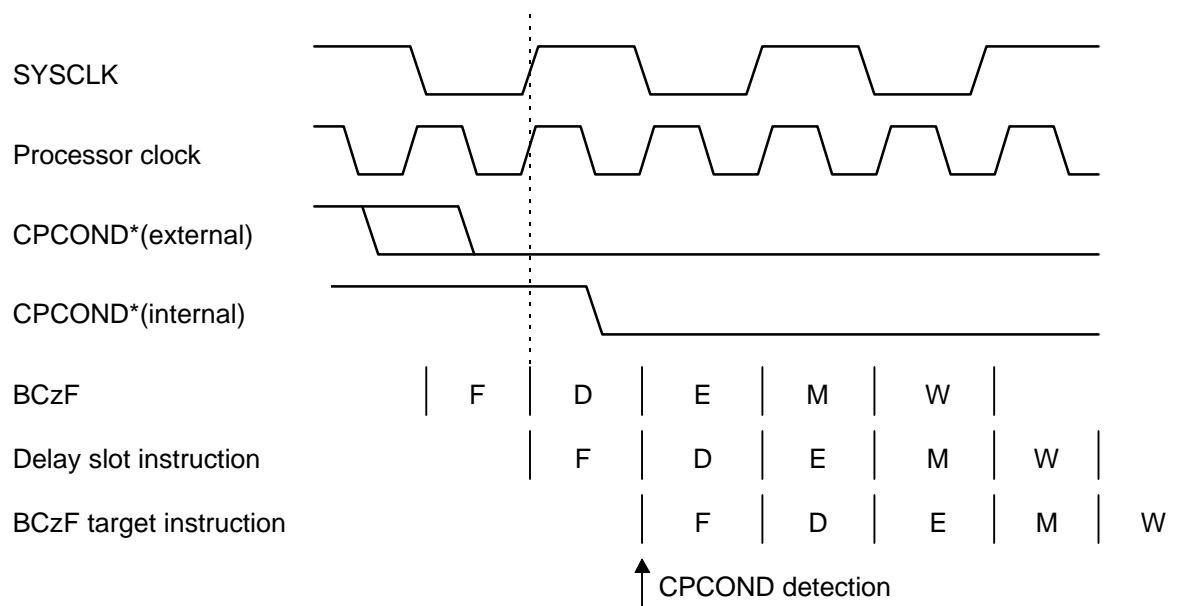 SYSCLK
Processor clock
CPCOND*(external)
CPCOND*(internal)
BCzF F D E M W
Delay slot instruction F D E M W
BCzF target instruction F D E M W
CPCOND detection